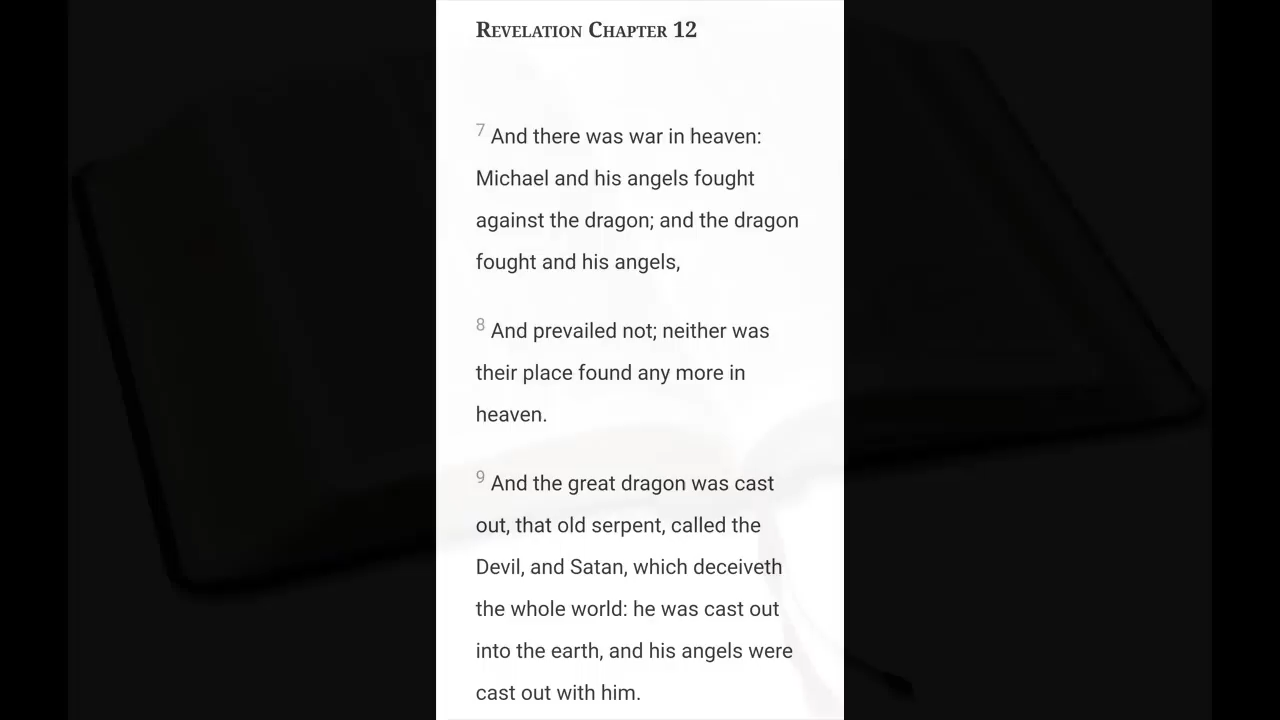 Revelation Chapter 12
7 And there was war in heaven:
Michael and his angels fought
against the dragon; and the dragon
fought and his angels,
8 And prevailed not; neither was
their place found any more in
heaven.
9 And the great dragon was cast
out, that old serpent, called the
Devil, and Satan, which deceiveth
the whole world: he was cast out
into the earth, and his angels were
cast out with him.